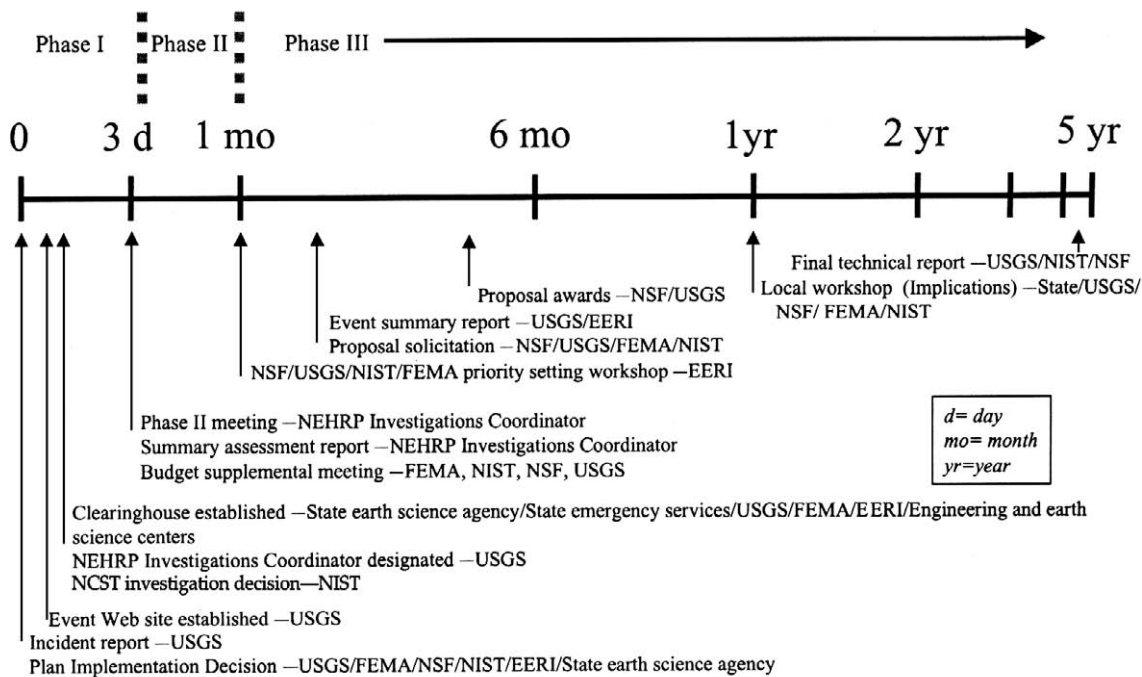 Phase I
Phase II
Phase III
0
3 d
1 mo
6 mo
1yr
2 yr
5 yr
Final technical report —USGS/NIST/NSF
Local workshop (Implications) —State/USGS/
NSF/ FEMA/NIST
Proposal awards —NSF/USGS
Event summary report —USGS/EERI
Proposal solicitation —NSF/USGS/FEMA/NIST
NSF/USGS/NIST/FEMA priority setting workshop —EERI
Phase II meeting —NEHRP Investigations Coordinator
Summary assessment report —NEHRP Investigations Coordinator
Budget supplemental meeting —FEMA, NIST, NSF, USGS
d= day
mo= month
yr=year
Clearinghouse established —State earth science agency/State emergency services/USGS/FEMA/EERI/Engineering and earth
science centers
NEHRP Investigations Coordinator designated —USGS
NCST investigation decision—NIST
Event Web site established —USGS
Incident report —USGS
Plan Implementation Decision —USGS/FEMA/NSF/NIST/EERI/State earth science agency